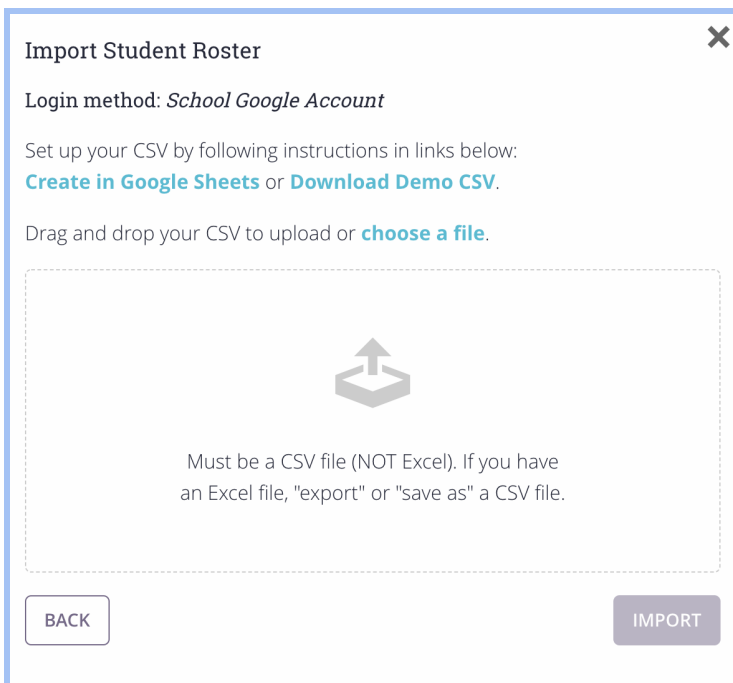 Import Student Roster
Login method: School Google Account
Set up your CSV by following instructions in links below:
Create in Google Sheets or Download Demo CSV.
Drag and drop your CSV to upload or choose a file.
Must be a CSV file (NOT Excel). If you have
an Excel file, "export" or "save as" a CSV file.
BACK
IMPORT